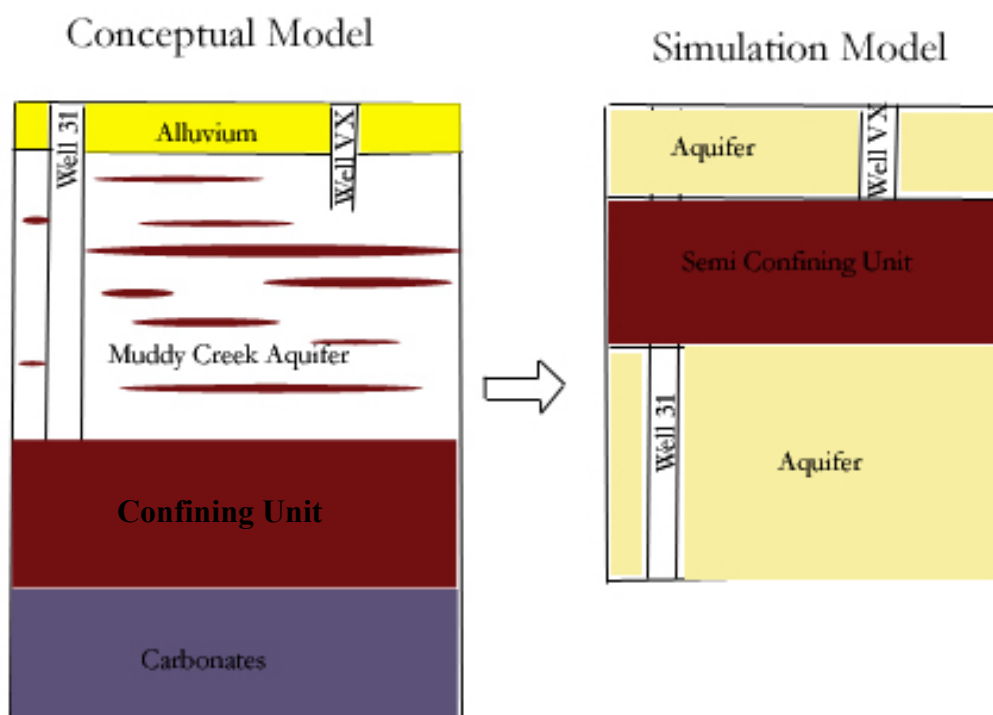 Conceptual Model
Well 31
Alluvium
Well VX
Muddy Creek Aquifer
Confining Unit
Carbonates
Simulation Model
Aquifer
Well VX
Semi Confining Unit
Well 31
Aquifer